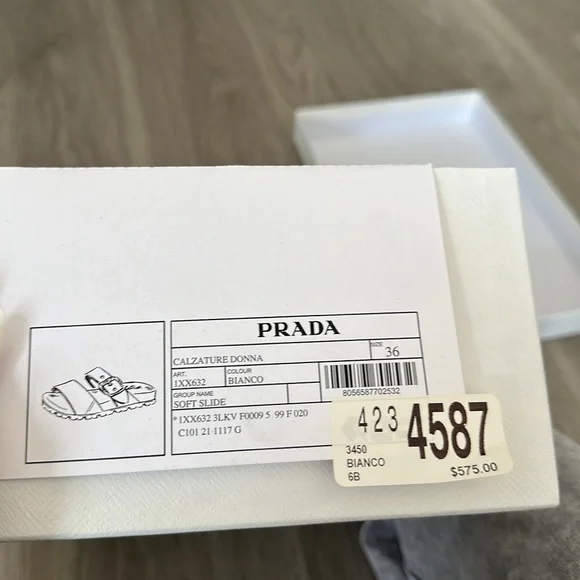 PRADA
CALZATURE DONNA
SIZE
36
ART.
1XX632
COLOUR
BIANCO
8056587702532
GROUP NAME
SOFT SLIDE
*1XX632 3LKV F0009 5 99 F 020
C101 21 1117 G
423 4587
3450
BIANCO
6B
$575.00